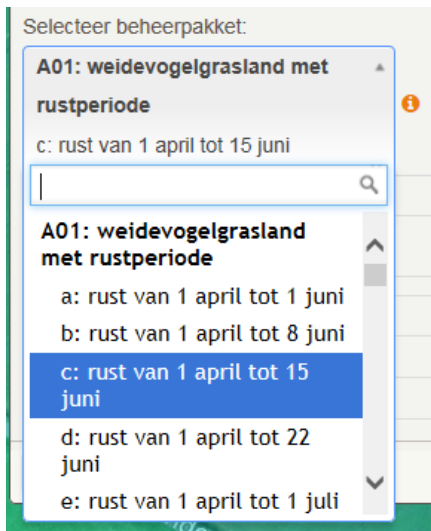 Selecteer beheerpakket:
A01: weidevogelgrasland met
rustperiode
c: rust van 1 april tot 15 juni
A01: weidevogelgrasland
met rustperiode
a: rust van 1 april tot 1 juni
b: rust van 1 april tot 8 juni
c: rust van 1 april tot 15
juni
d: rust van 1 april tot 22
juni
e: rust van 1 april tot 1 juli